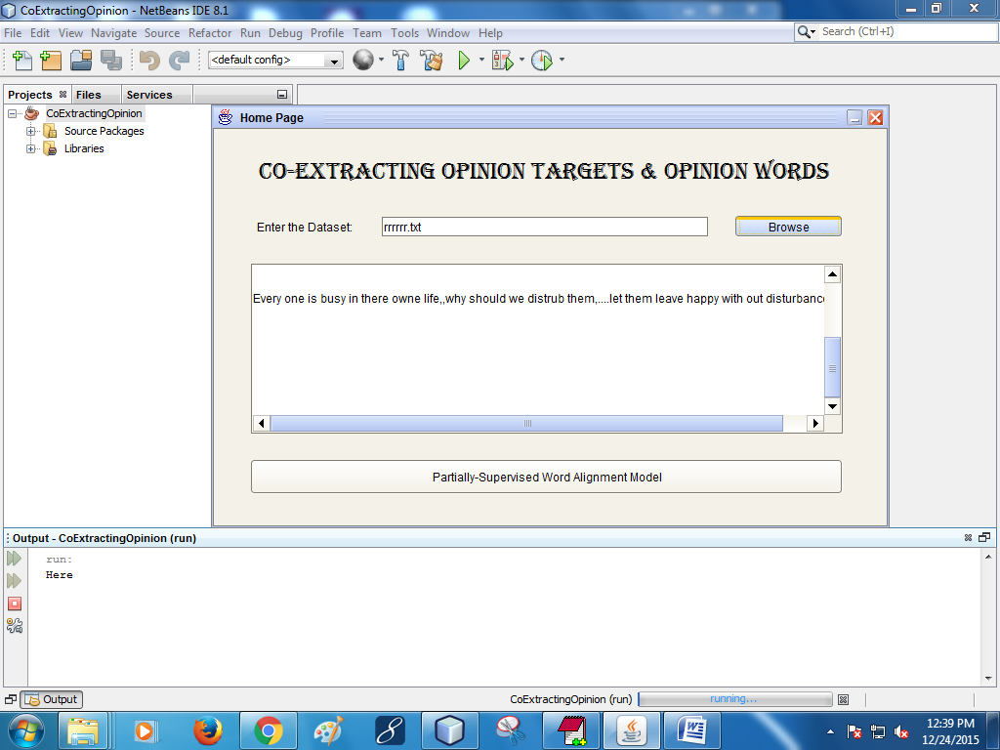 CoExtractingOpinion - NetBeans IDE 8.1
File Edit View Navigate Source Refactor Run Debug Profile Team Tools Window Help
Search (Ctrl+I)
<default config>
Projects Files Services
CoExtractingOpinion
Source Packages
Libraries
Home Page
CO-EXTRACTING OPINION TARGETS & OPINION WORDS
Enter the Dataset: rrrrrr.txt Browse
Every one is busy in there owne life,,why should we distrub them,....let them leave happy with out disturbance
Partially-Supervised Word Alignment Model
Output - CoExtractingOpinion (run)
run:
Here
Output
CoExtractingOpinion (run) running...
12:39 PM
12/24/2015